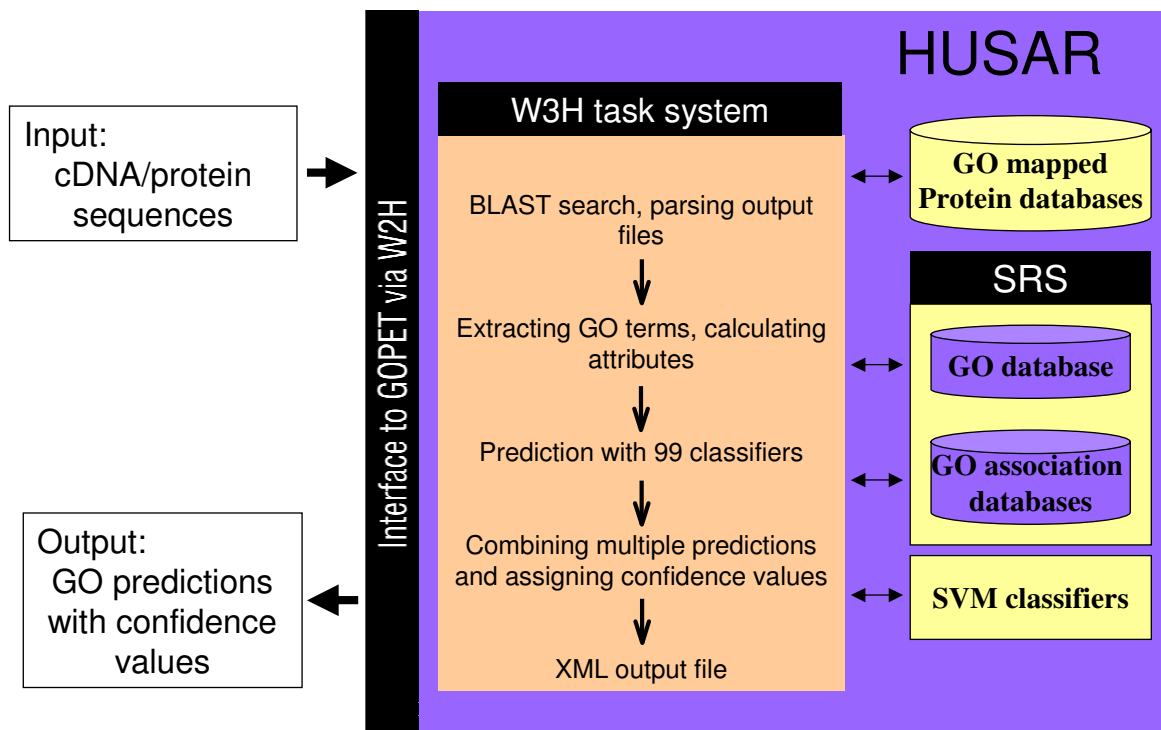 HUSAR
Input:
cDNA/protein
sequences
Output:
GO predictions
with confidence
values
Interface to GOPET via W2H
W3H task system
BLAST search, parsing output
files
Extracting GO terms, calculating
attributes
Prediction with 99 classifiers
Combining multiple predictions
and assigning confidence values
XML output file
GO mapped
Protein databases
SRS
GO database
GO association
databases
SVM classifiers